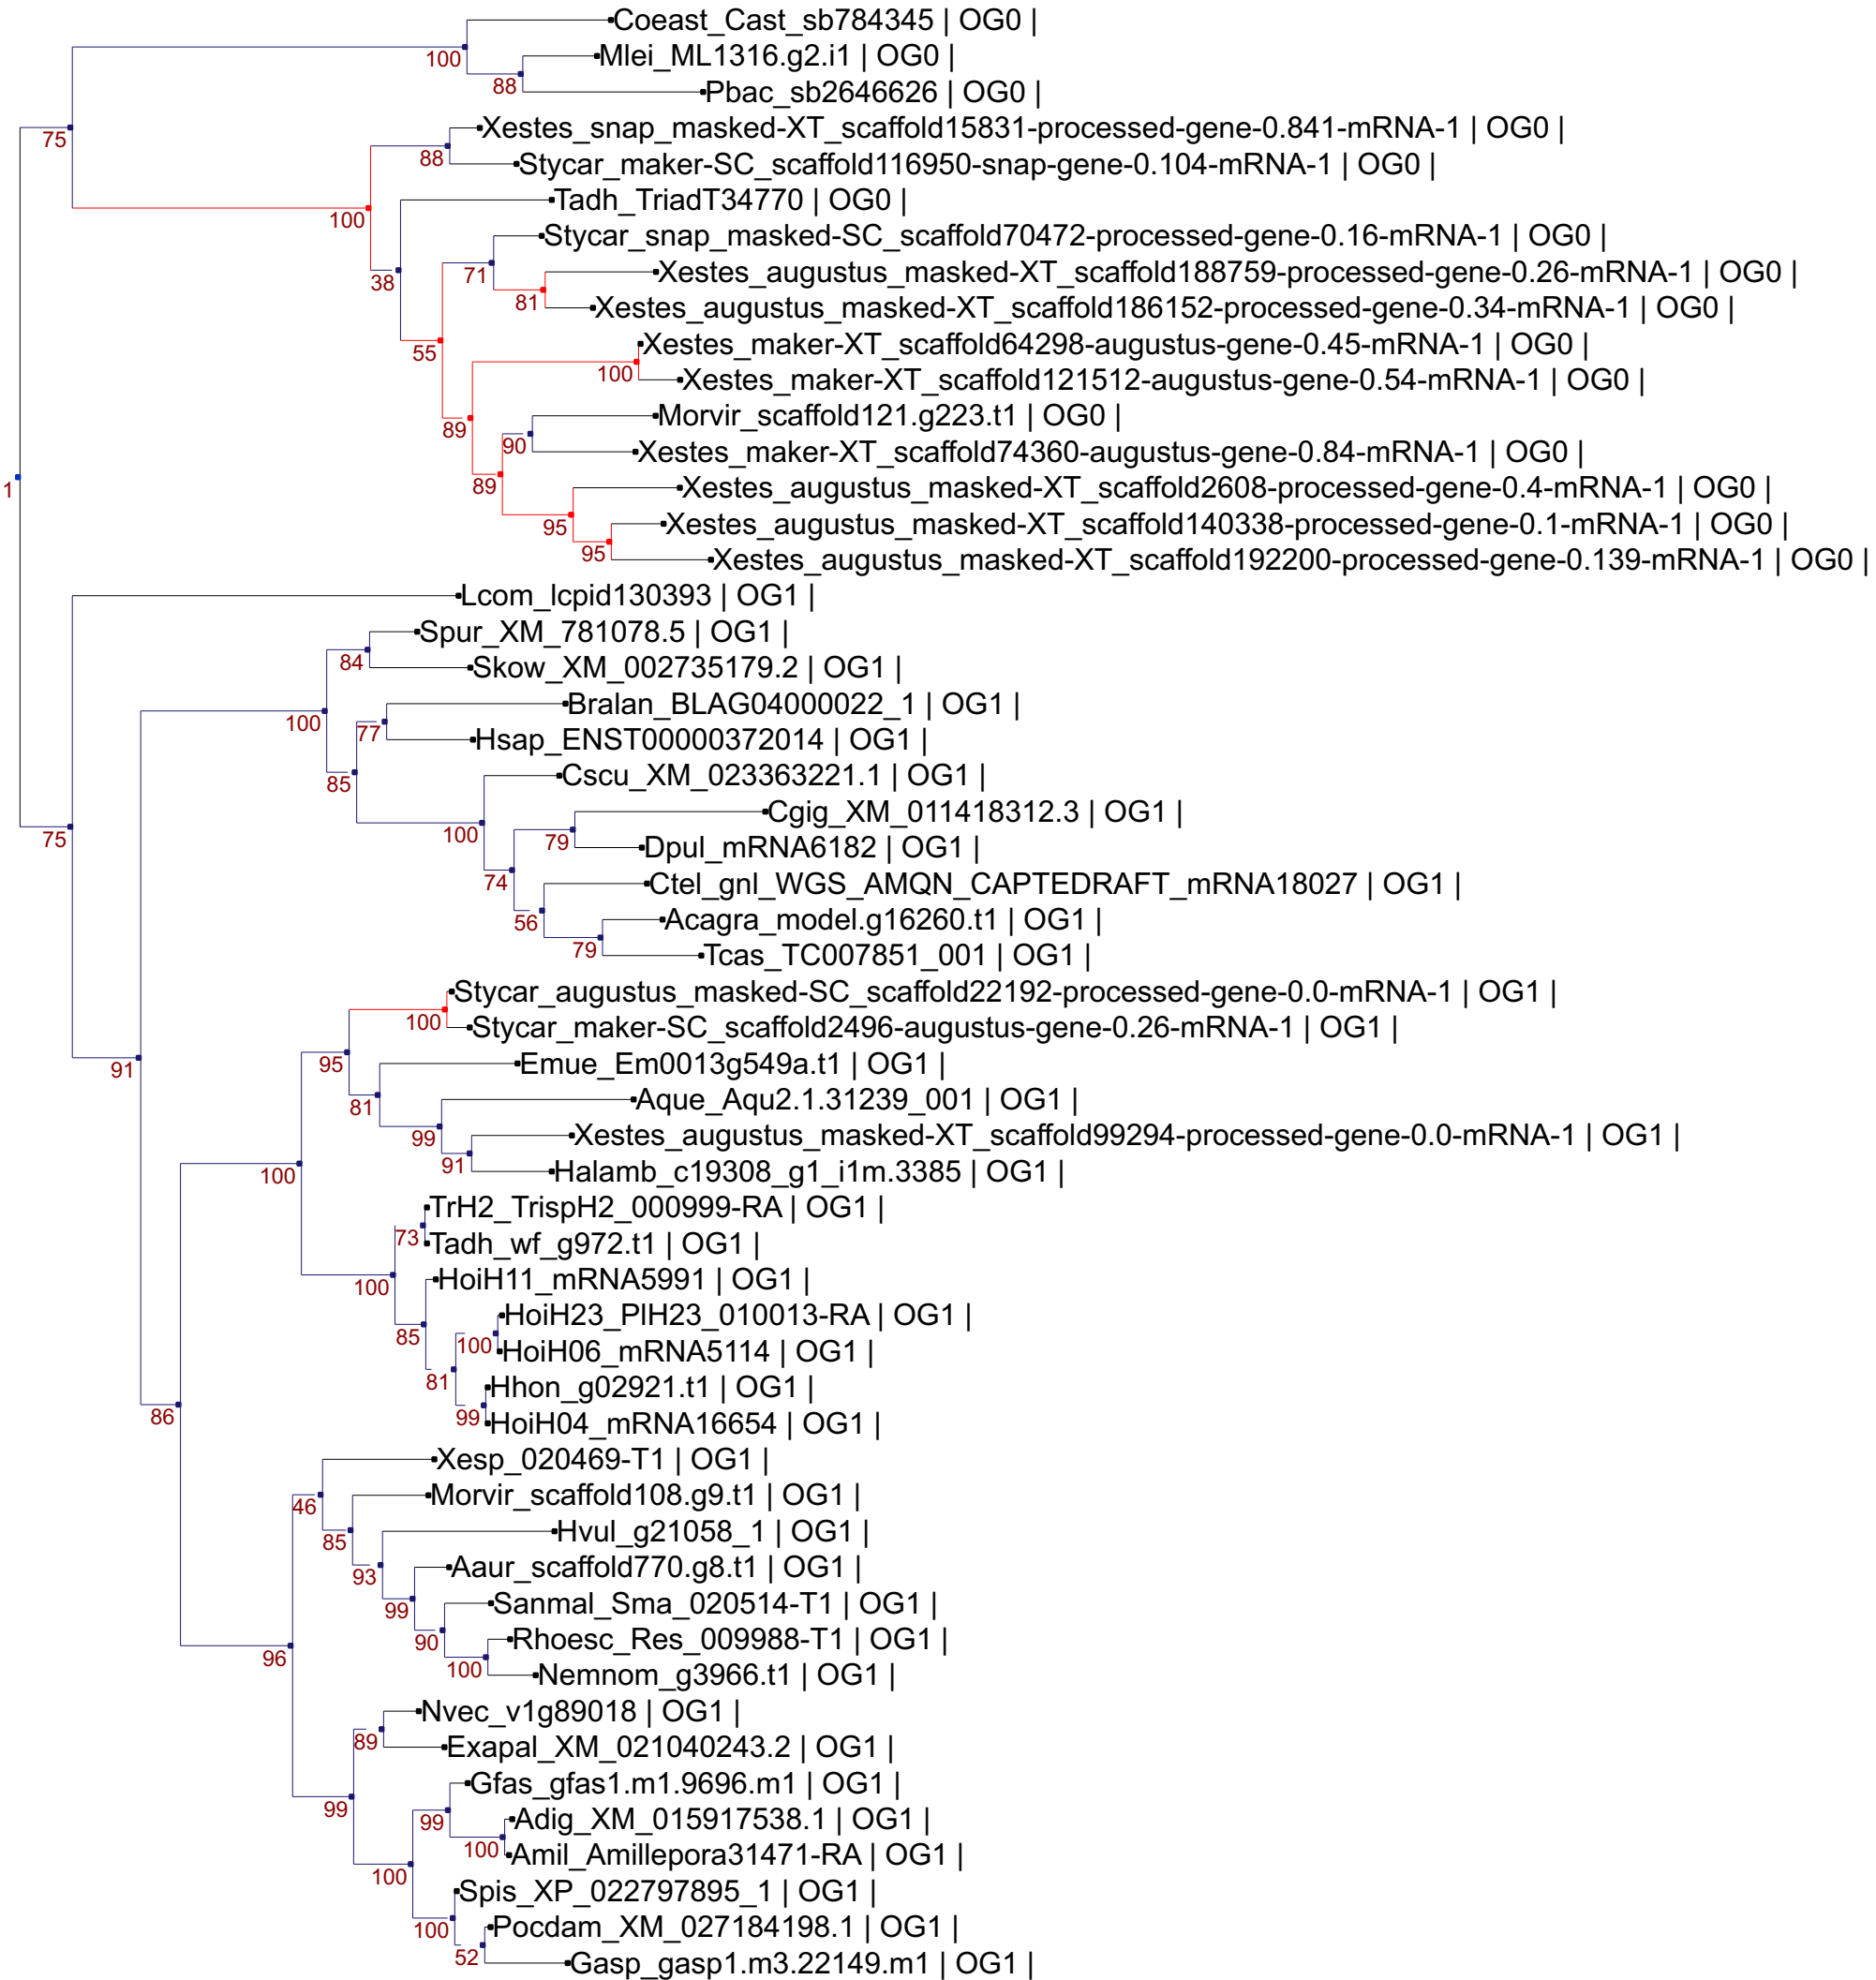 Coeast_Cast_sb784345 | OG0 |
100
Mlei_ML1316.g2.i1 | OG0 |
88
Pbac_sb2646626 | OG0 |
75
Xestes_snap_masked-XT_scaffold15831-processed-gene-0.841-mRNA-1 | OG0 |
88
Stycar_maker-SC_scaffold116950-snap-gene-0.104-mRNA-1 | OG0 |
100
Tadh_TriadT34770 | OG0 |
38
Stycar_snap_masked-SC_scaffold70472-processed-gene-0.16-mRNA-1 | OG0 |
71
Xestes_augustus_masked-XT_scaffold188759-processed-gene-0.26-mRNA-1 | OG0 |
81
Xestes_augustus_masked-XT_scaffold186152-processed-gene-0.34-mRNA-1 | OG0 |
55
Xestes_maker-XT_scaffold64298-augustus-gene-0.45-mRNA-1 | OG0 |
100
Xestes_maker-XT_scaffold121512-augustus-gene-0.54-mRNA-1 | OG0 |
89
Morvir_scaffold121.g223.t1 | OG0 |
90
Xestes_maker-XT_scaffold74360-augustus-gene-0.84-mRNA-1 | OG0 |
89
1
Xestes_augustus_masked-XT_scaffold2608-processed-gene-0.4-mRNA-1 | OG0 |
95
Xestes_augustus_masked-XT_scaffold140338-processed-gene-0.1-mRNA-1 | OG0 |
95
Xestes_augustus_masked-XT_scaffold192200-processed-gene-0.139-mRNA-1 | OG0 |
Lcom_lcpid130393 | OG1 |
Spur_XM_781078.5 | OG1 |
84
Skow_XM_002735179.2 | OG1 |
100
Bralan_BLAG04000022_1 | OG1 |
77
Hsap_ENST00000372014 | OG1 |
85
Cscu_XM_023363221.1 | OG1 |
100
Cgig_XM_011418312.3 | OG1 |
75
79
Dpul_mRNA6182 | OG1 |
74
Ctel_gnl_WGS_AMQN_CAPTEDRAFT_mRNA18027 | OG1 |
56
Acagra_model.g16260.t1 | OG1 |
79
Tcas_TC007851_001 | OG1 |
Stycar_augustus_masked-SC_scaffold22192-processed-gene-0.0-mRNA-1 | OG1 |
100
Stycar_maker-SC_scaffold2496-augustus-gene-0.26-mRNA-1 | OG1 |
91
95
Emue_Em0013g549a.t1 | OG1 |
81
Aque_Aqu2.1.31239_001 | OG1 |
99
Xestes_augustus_masked-XT_scaffold99294-processed-gene-0.0-mRNA-1 | OG1 |
91
Halamb_c19308_g1_i1m.3385 | OG1 |
100
TrH2_TrispH2_000999-RA | OG1 |
73
Tadh_wf_g972.t1 | OG1 |
100
HoiH11_mRNA5991 | OG1 |
85
HoiH23_PlH23_010013-RA | OG1 |
100
HoiH06_mRNA5114 | OG1 |
81
Hhon_g02921.t1 | OG1 |
99
HoiH04_mRNA16654 | OG1 |
86
Xesp_020469-T1 | OG1 |
46
Morvir_scaffold108.g9.t1 | OG1 |
85
Hvul_g21058_1 | OG1 |
93
Aaur_scaffold770.g8.t1 | OG1 |
99
Sanmal_Sma_020514-T1 | OG1 |
90
Rhoesc_Res_009988-T1 | OG1 |
96
100
Nemnom_g3966.t1 | OG1 |
Nvec_v1g89018 | OG1 |
89
Exapal_XM_021040243.2 | OG1 |
Gfas_gfas1.m1.9696.m1 | OG1 |
99
99
Adig_XM_015917538.1 | OG1 |
100
Amil_Amillepora31471-RA | OG1 |
100
Spis_XP_022797895_1 | OG1 |
100
Pocdam_XM_027184198.1 | OG1 |
52
Gasp_gasp1.m3.22149.m1 | OG1 |